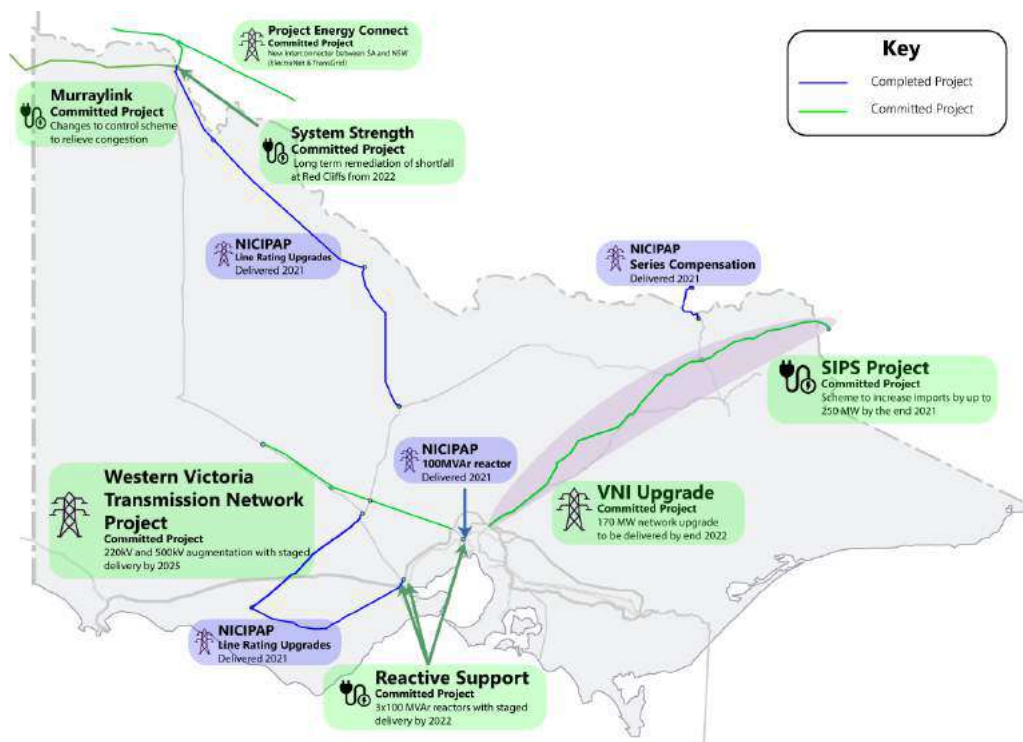 Project Energy Connect
Committed Project
New interconnector between SA and NSW
(ElectraNet & TransGrid)
Key
Completed Project
Committed Project
Murraylink
Committed Project
Changes to control scheme
to relieve congestion
System Strength
Committed Project
Long term remediation of shortfall
at Red Cliffs from 2022
NICIPAP
Line Rating Upgrades
Delivered 2021
NICIPAP
Series Compensation
Delivered 2021
SIPS Project
Committed Project
Scheme to increase imports by up to
250 MW by the end 2021
NICIPAP
100MVAr reactor
Delivered 2021
Western Victoria
Transmission Network
Project
Committed Project
220kV and 500kV augmentation with staged
delivery by 2025
VNI Upgrade
Committed Project
170 MW network upgrade
to be delivered by end 2022
NICIPAP
Line Rating Upgrades
Delivered 2021
Reactive Support
Committed Project
3x100 MVAr reactors with staged
delivery by 2022